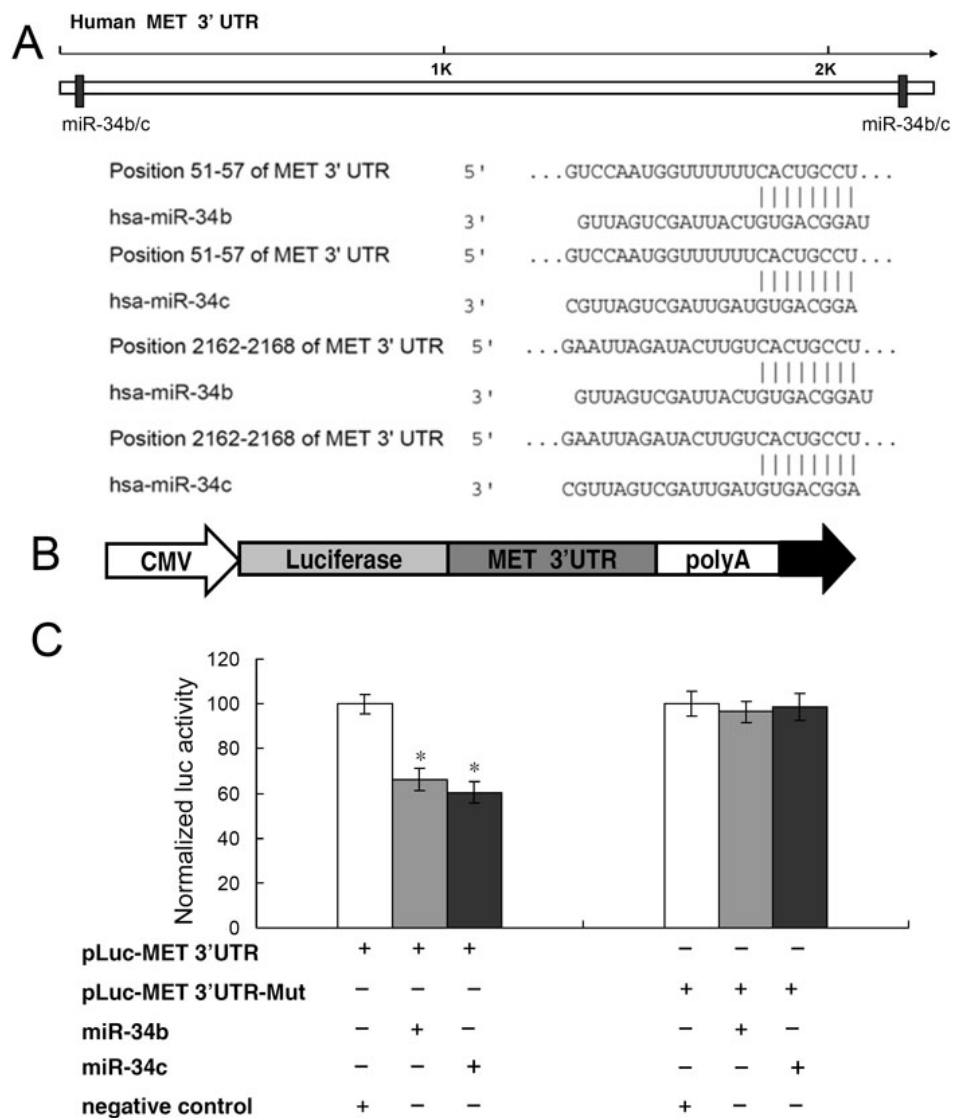 A
Human MET 3' UTR
1K 2K
miR-34b/c miR-34b/c
Position 51-57 of MET 3' UTR 5' ...GUCCAAUGGUUUUUUCACTGCCU...
hsa-miR-34b 3' GUUAGUCGAUUACUGUGACGGAU
Position 51-57 of MET 3' UTR 5' ...GUCCAAUGGUUUUUUCACTGCCU...
hsa-miR-34c 3' CGUUAGUCGAUUGAUGUGACGGA
Position 2162-2168 of MET 3' UTR 5' ...GAAUUAGAUACUUGUCACUGCCU...
hsa-miR-34b 3' GUUAGUCGAUUACUGUGACGGAU
Position 2162-2168 of MET 3' UTR 5' ...GAAUUAGAUACUUGUCACUGCCU...
hsa-miR-34c 3' CGUUAGUCGAUUGAUGUGACGGA
B
CMV Luciferase MET 3'UTR polyA
C
Normalized luc activity
120
100
80
60
40
20
0
* *
pLuc-MET 3'UTR + + + − − −
pLuc-MET 3'UTR-Mut − − − + + +
miR-34b − + − − + −
miR-34c − − + − − +
negative control + − − + − −